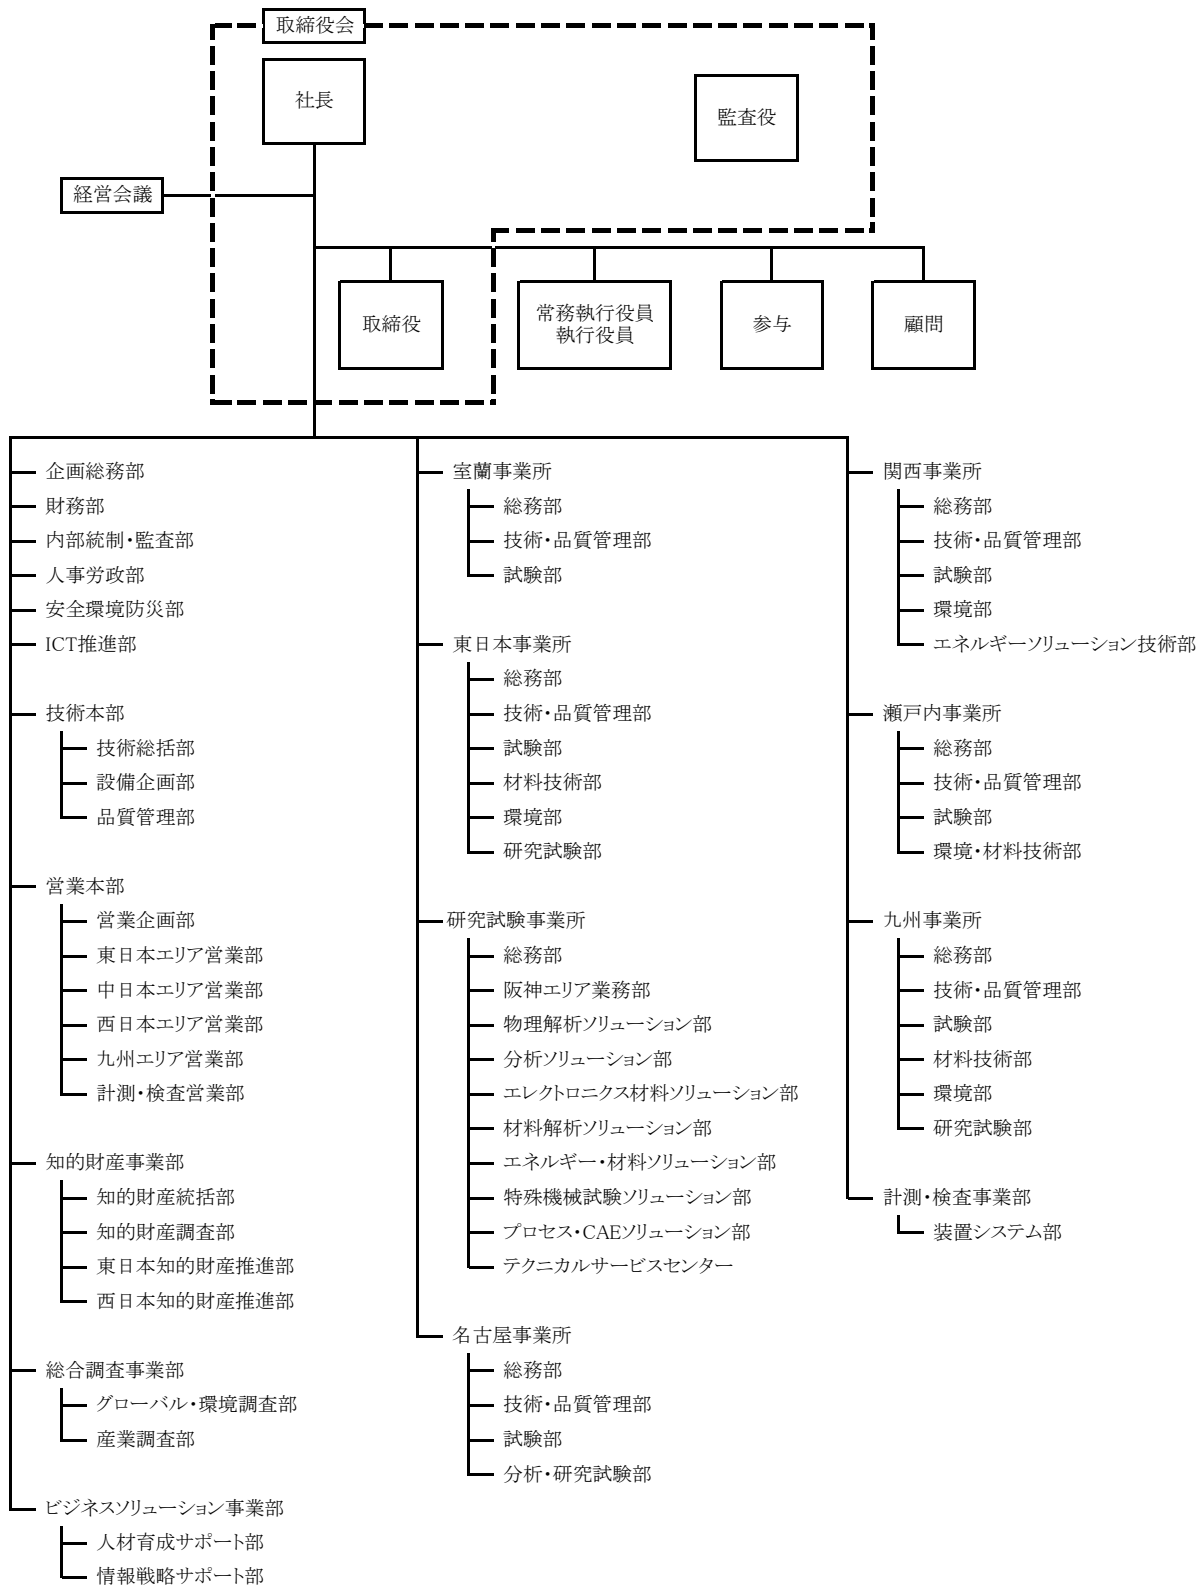 取締役会
社長
監査役
経営会議
取締役
常務執行役員
執行役員
参与
顧問
企画総務部
財務部
内部統制・監査部
人事労政部
安全環境防災部
ICT推進部
技術本部
技術総括部
設備企画部
品質管理部
営業本部
営業企画部
東日本エリア営業部
中日本エリア営業部
西日本エリア営業部
九州エリア営業部
計測・検査営業部
知的財産事業部
知的財産統括部
知的財産調査部
東日本知的財産推進部
西日本知的財産推進部
総合調査事業部
グローバル・環境調査部
産業調査部
ビジネスソリューション事業部
人材育成サポート部
情報戦略サポート部
室蘭事業所
総務部
技術・品質管理部
試験部
東日本事業所
総務部
技術・品質管理部
試験部
材料技術部
環境部
研究試験部
研究試験事業所
総務部
阪神エリア業務部
物理解析ソリューション部
分析ソリューション部
エレクトロニクス材料ソリューション部
材料解析ソリューション部
エネルギー・材料ソリューション部
特殊機械試験ソリューション部
プロセス・CAEソリューション部
テクニカルサービスセンター
名古屋事業所
総務部
技術・品質管理部
試験部
分析・研究試験部
関西事業所
総務部
技術・品質管理部
試験部
環境部
エネルギーソリューション技術部
瀬戸内事業所
総務部
技術・品質管理部
試験部
環境・材料技術部
九州事業所
総務部
技術・品質管理部
試験部
材料技術部
環境部
研究試験部
計測・検査事業部
装置システム部